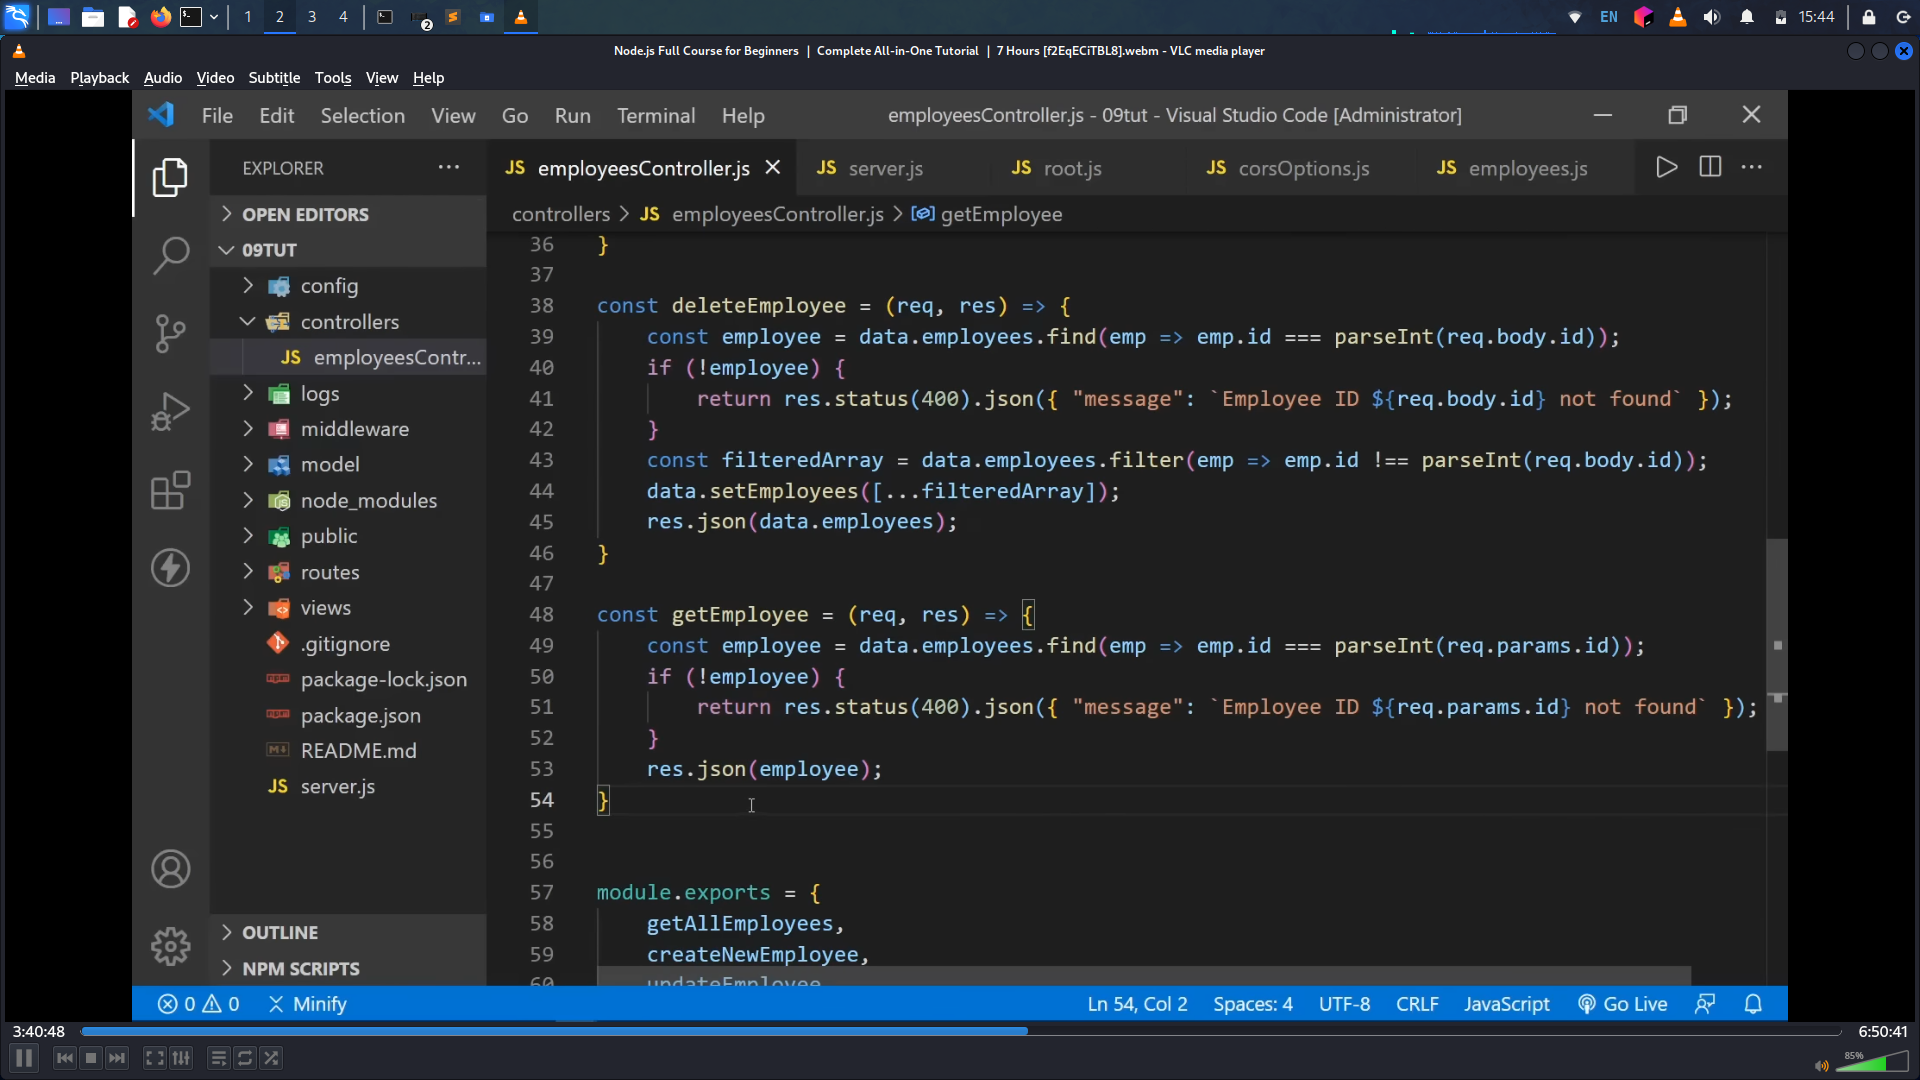 1 2 3 4 2 EN 15:44
Node.js Full Course for Beginners | Complete All-in-One Tutorial | 7 Hours [f2EqECiTBL8].webm - VLC media player
Media Playback Audio Video Subtitle Tools View Help
File Edit Selection View Go Run Terminal Help employeesController.js - 09tut - Visual Studio Code [Administrator]
EXPLORER
JS employeesController.js JS server.js JS root.js JS corsOptions.js JS employees.js
OPEN EDITORS
controllers > JS employeesController.js > getEmployee
09TUT
config
controllers
JS employeesContr...
logs
middleware
model
node_modules
public
routes
views
.gitignore
package-lock.json
package.json
README.md
JS server.js
OUTLINE
NPM SCRIPTS
36 }
37
38 const deleteEmployee = (req, res) => {
39 const employee = data.employees.find(emp => emp.id === parseInt(req.body.id));
40 if (!employee) {
41 return res.status(400).json({ "message": `Employee ID ${req.body.id} not found` });
42 }
43 const filteredArray = data.employees.filter(emp => emp.id !== parseInt(req.body.id));
44 data.setEmployees([...filteredArray]);
45 res.json(data.employees);
46 }
47
48 const getEmployee = (req, res) => {
49 const employee = data.employees.find(emp => emp.id === parseInt(req.params.id));
50 if (!employee) {
51 return res.status(400).json({ "message": `Employee ID ${req.params.id} not found` });
52 }
53 res.json(employee);
54 }
55
56
57 module.exports = {
58 getAllEmployees,
59 createNewEmployee,
60 updateEmployee
0 0 Minify Ln 54, Col 2 Spaces: 4 UTF-8 CRLF JavaScript Go Live
3:40:48 6:50:41
85%